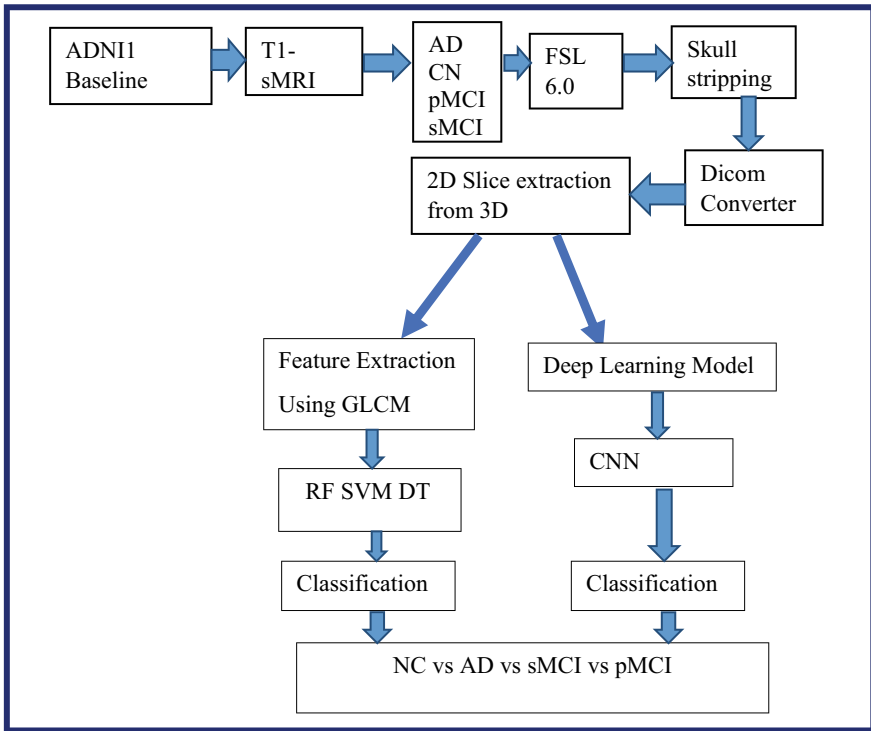 ADNI1
Baseline
T1-
sMRI
AD
CN
pMCI
sMCI
FSL
6.0
Skull
stripping
Dicom
Converter
2D Slice extraction
from 3D
Feature Extraction
Using GLCM
Deep Learning Model
CNN
RF SVM DT
Classification
Classification
NC vs AD vs sMCI vs pMCI